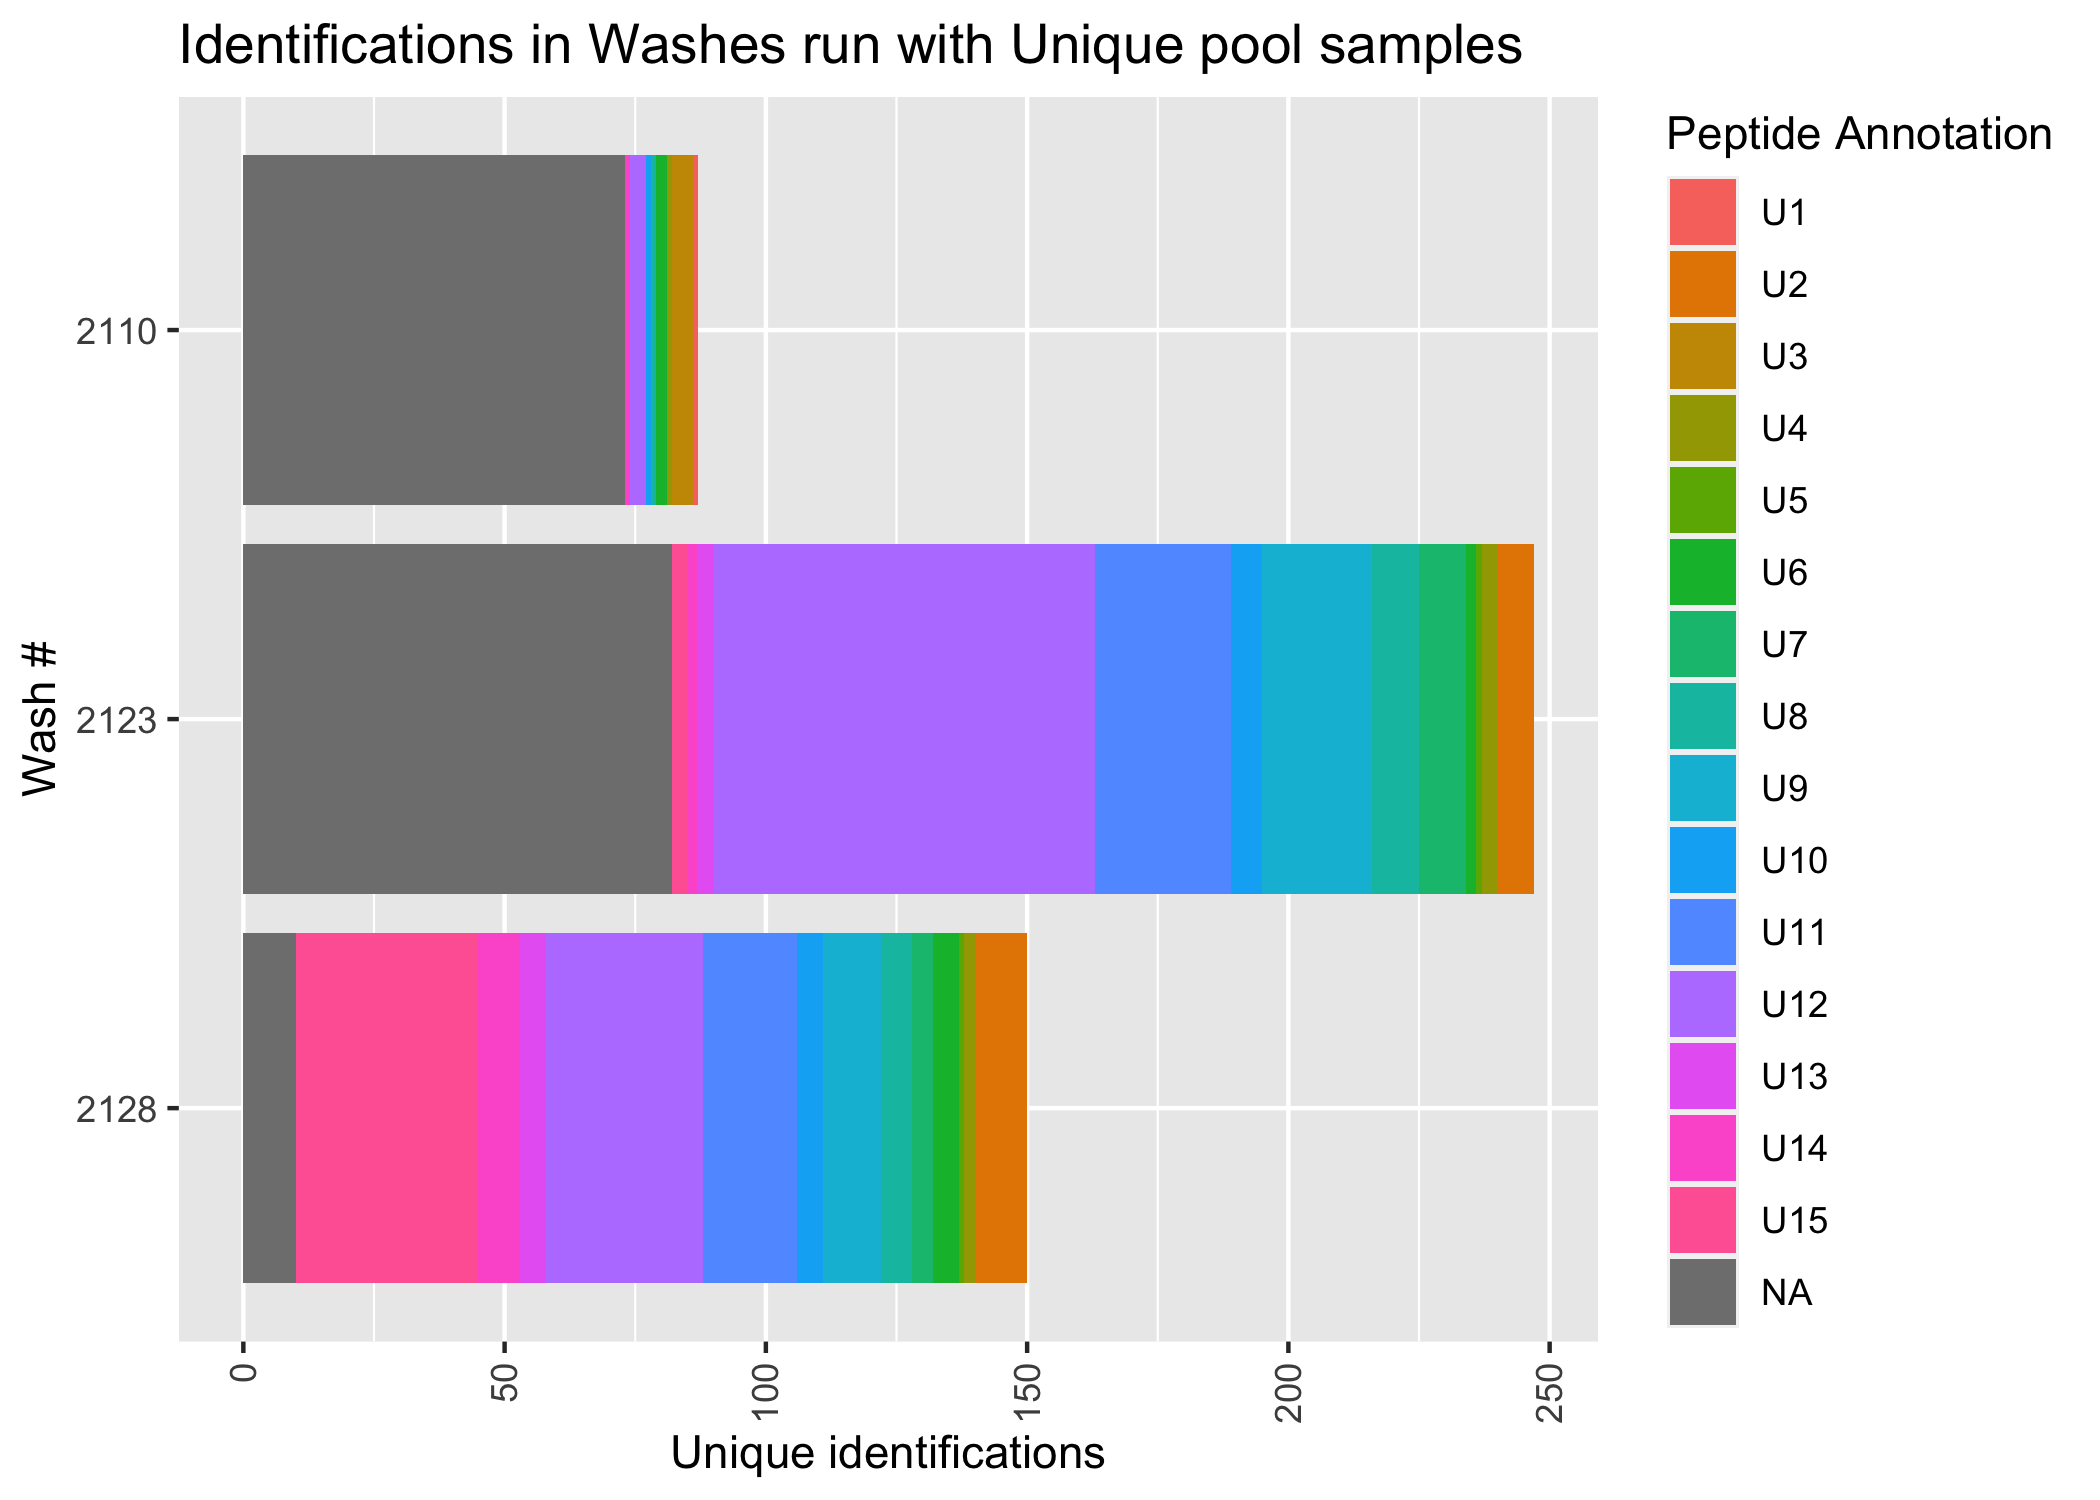 Identifications in Washes run with Unique pool samples
Wash #
2110
2123
2128
0
50
100
150
200
250
Unique identifications
Peptide Annotation
U1
U2
U3
U4
U5
U6
U7
U8
U9
U10
U11
U12
U13
U14
U15
NA